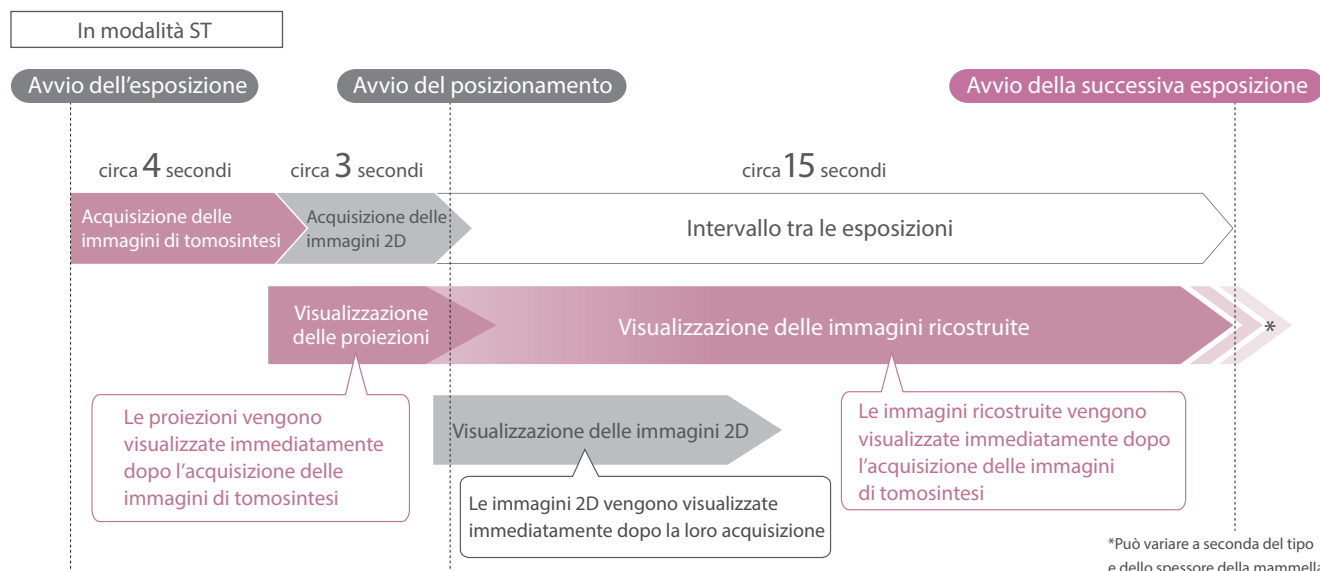 In modalità ST
Avvio dell’esposizione
Avvio del posizionamento
Avvio della successiva esposizione
circa 4 secondi
circa 3 secondi
circa 15 secondi
Acquisizione delle
immagini di tomosintesi
Acquisizione delle
immagini 2D
Intervallo tra le esposizioni
Visualizzazione
delle proiezioni
Visualizzazione delle immagini ricostruite
*
Le proiezioni vengono
visualizzate immediatamente
dopo l’acquisizione delle
immagini di tomosintesi
Visualizzazione delle immagini 2D
Le immagini 2D vengono visualizzate
immediatamente dopo la loro acquisizione
Le immagini ricostruite vengono
visualizzate immediatamente dopo
l’acquisizione delle immagini
di tomosintesi
*Può variare a seconda del tipo
e dello spessore della mammella